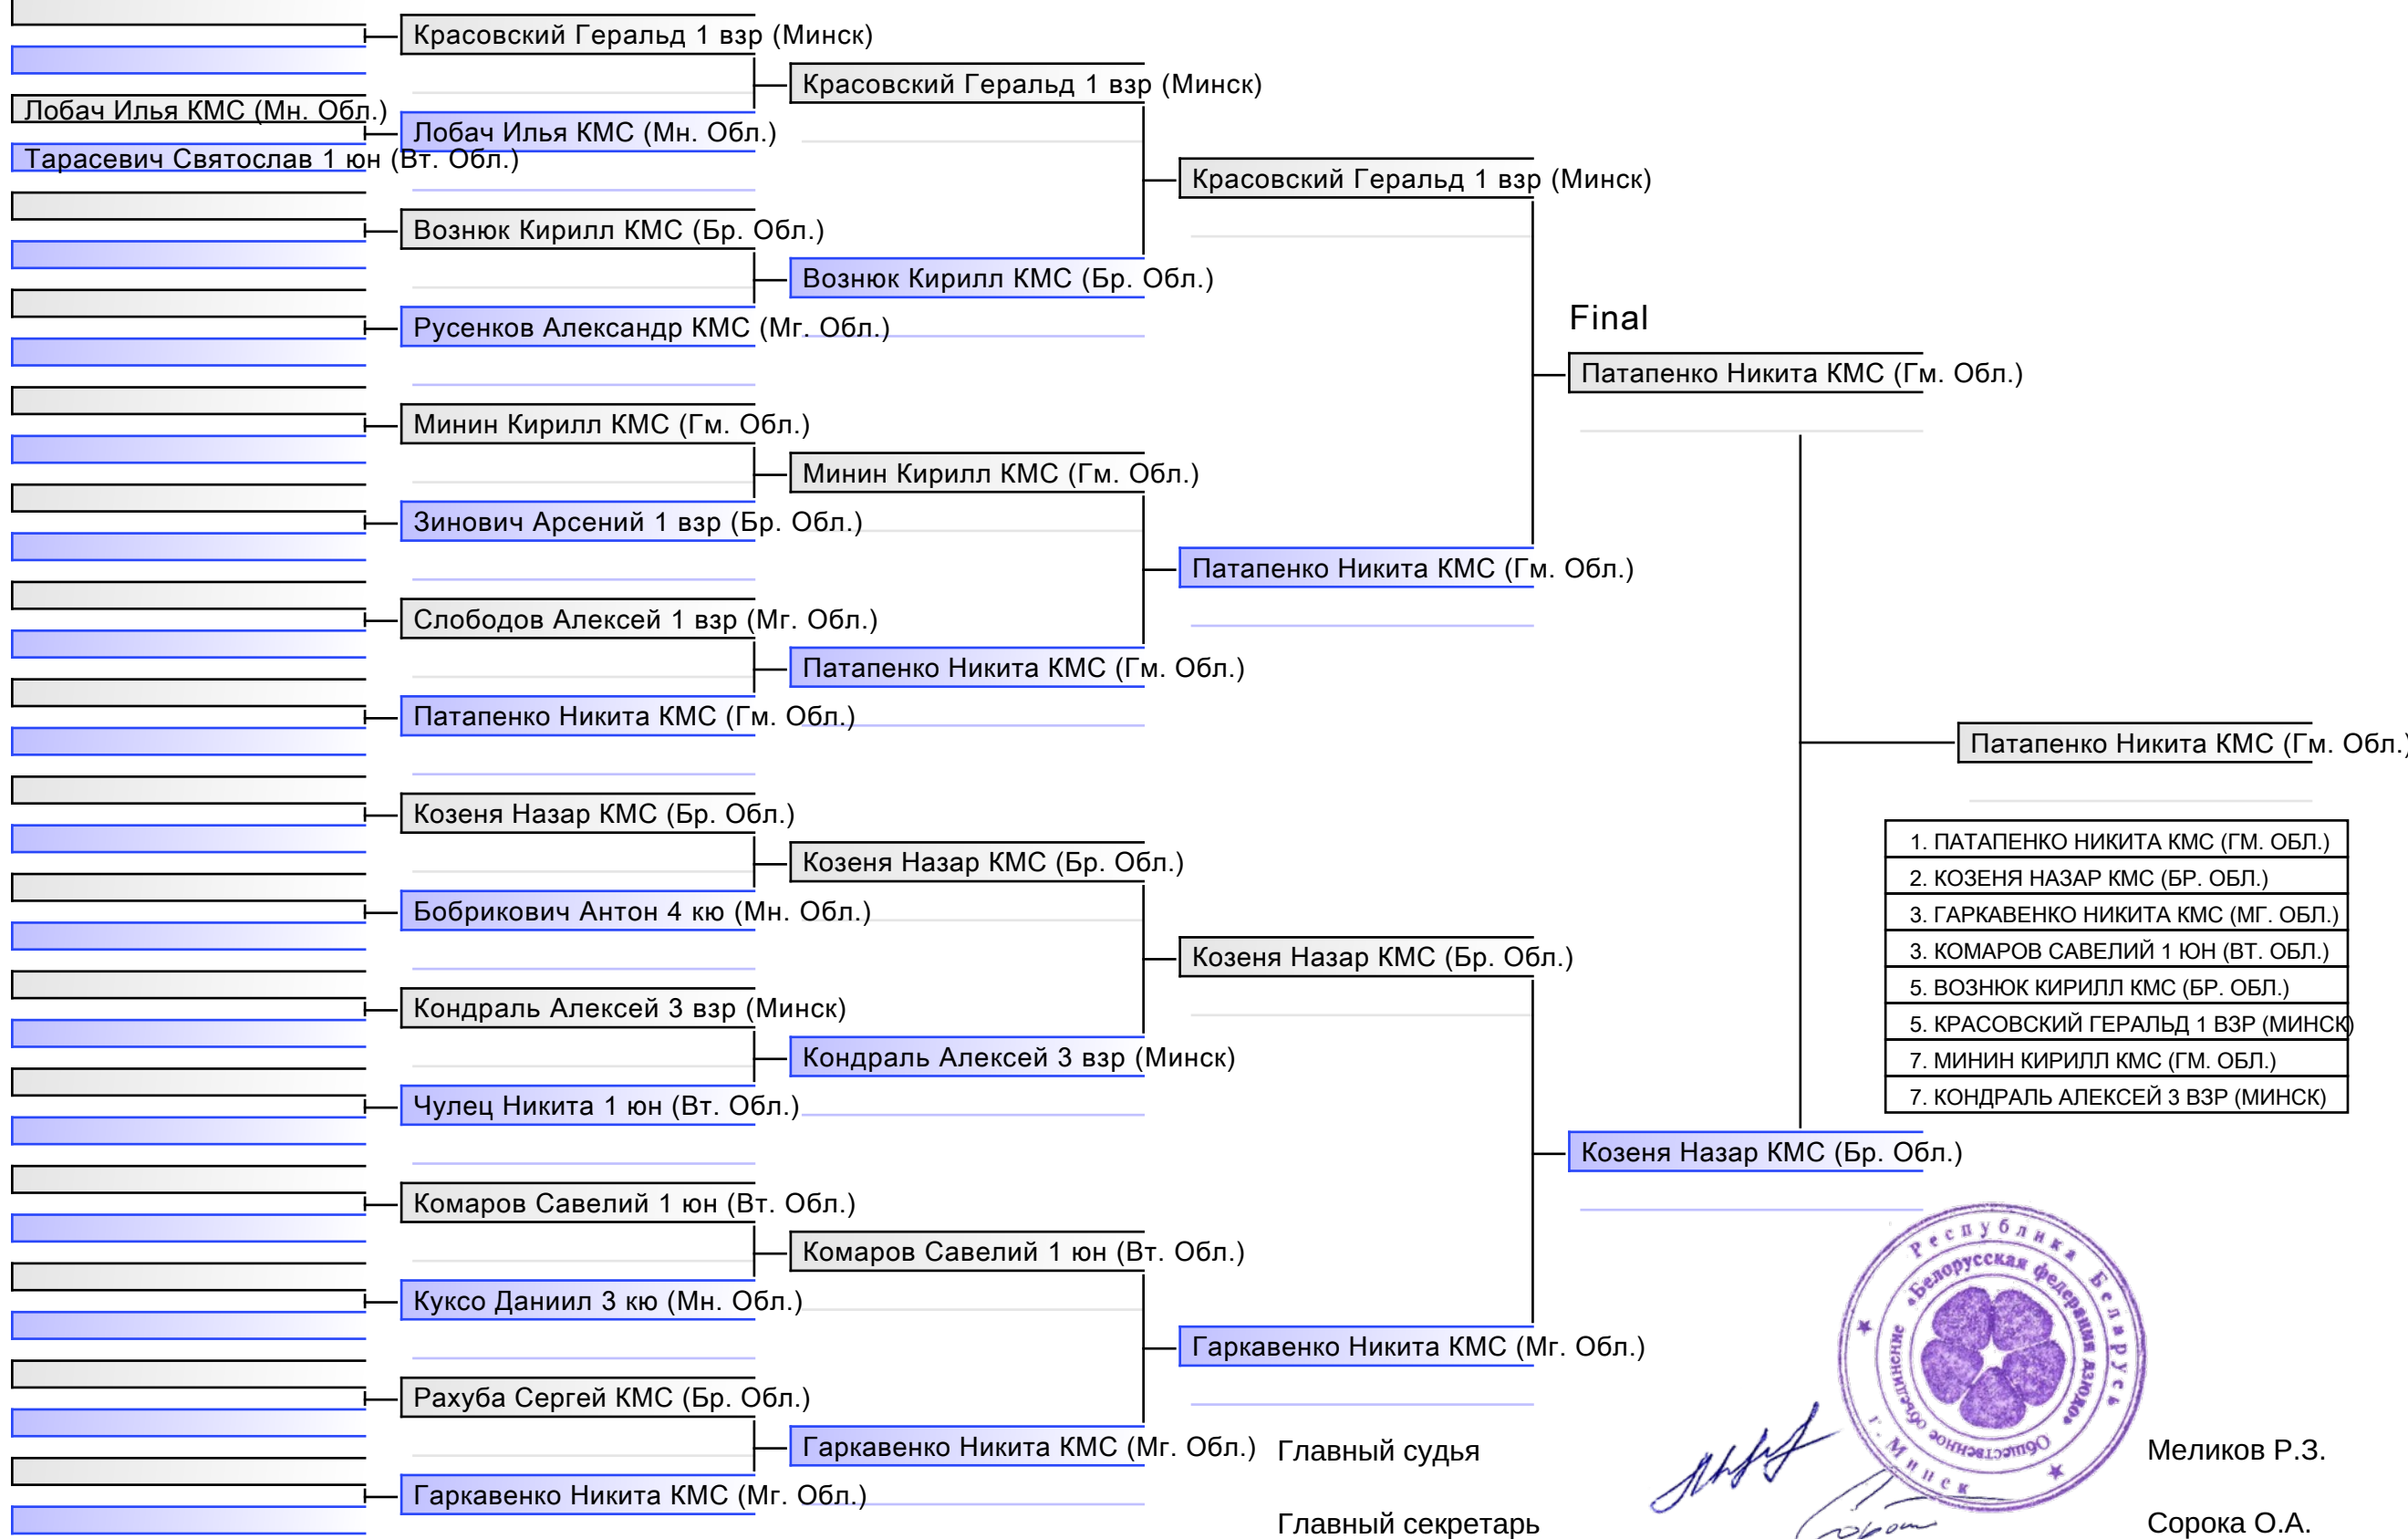 Лобач Илья КМС (Мн. Обл.)
Тарасевич Святослав 1 юн (Вт. Обл.)
Красовский Геральд 1 взр (Минск)
Лобач Илья КМС (Мн. Обл.)
Вознюк Кирилл КМС (Бр. Обл.)
Русенков Александр КМС (Мг. Обл.)
Минин Кирилл КМС (Гм. Обл.)
Зинович Арсений 1 взр (Бр. Обл.)
Слободов Алексей 1 взр (Мг. Обл.)
Патапенко Никита КМС (Гм. Обл.)
Козеня Назар КМС (Бр. Обл.)
Бобрикович Антон 4 кю (Мн. Обл.)
Кондраль Алексей 3 взр (Минск)
Чулец Никита 1 юн (Вт. Обл.)
Комаров Савелий 1 юн (Вт. Обл.)
Куксо Даниил 3 кю (Мн. Обл.)
Рахуба Сергей КМС (Бр. Обл.)
Гаркавенко Никита КМС (Мг. Обл.)
Красовский Геральд 1 взр (Минск)
Вознюк Кирилл КМС (Бр. Обл.)
Минин Кирилл КМС (Гм. Обл.)
Патапенко Никита КМС (Гм. Обл.)
Козеня Назар КМС (Бр. Обл.)
Кондраль Алексей 3 взр (Минск)
Комаров Савелий 1 юн (Вт. Обл.)
Гаркавенко Никита КМС (Мг. Обл.)
Красовский Геральд 1 взр (Минск)
Патапенко Никита КМС (Гм. Обл.)
Козеня Назар КМС (Бр. Обл.)
Гаркавенко Никита КМС (Мг. Обл.)
Final
Патапенко Никита КМС (Гм. Обл.)
Козеня Назар КМС (Бр. Обл.)
Патапенко Никита КМС (Гм. Обл.)
1. ПАТАПЕНКО НИКИТА КМС (ГМ. ОБЛ.)
2. КОЗЕНЯ НАЗАР КМС (БР. ОБЛ.)
3. ГАРКАВЕНКО НИКИТА КМС (МГ. ОБЛ.)
3. КОМАРОВ САВЕЛИЙ 1 ЮН (ВТ. ОБЛ.)
5. ВОЗНЮК КИРИЛЛ КМС (БР. ОБЛ.)
5. КРАСОВСКИЙ ГЕРАЛЬД 1 ВЗР (МИНСК)
7. МИНИН КИРИЛЛ КМС (ГМ. ОБЛ.)
7. КОНДРАЛЬ АЛЕКСЕЙ 3 ВЗР (МИНСК)
Республика Беларусь
г. Минск
Общественное объединение
«Белорусская федерация дзюдо»
Главный судья
Меликов Р.З.
Главный секретарь
Сорока О.А.